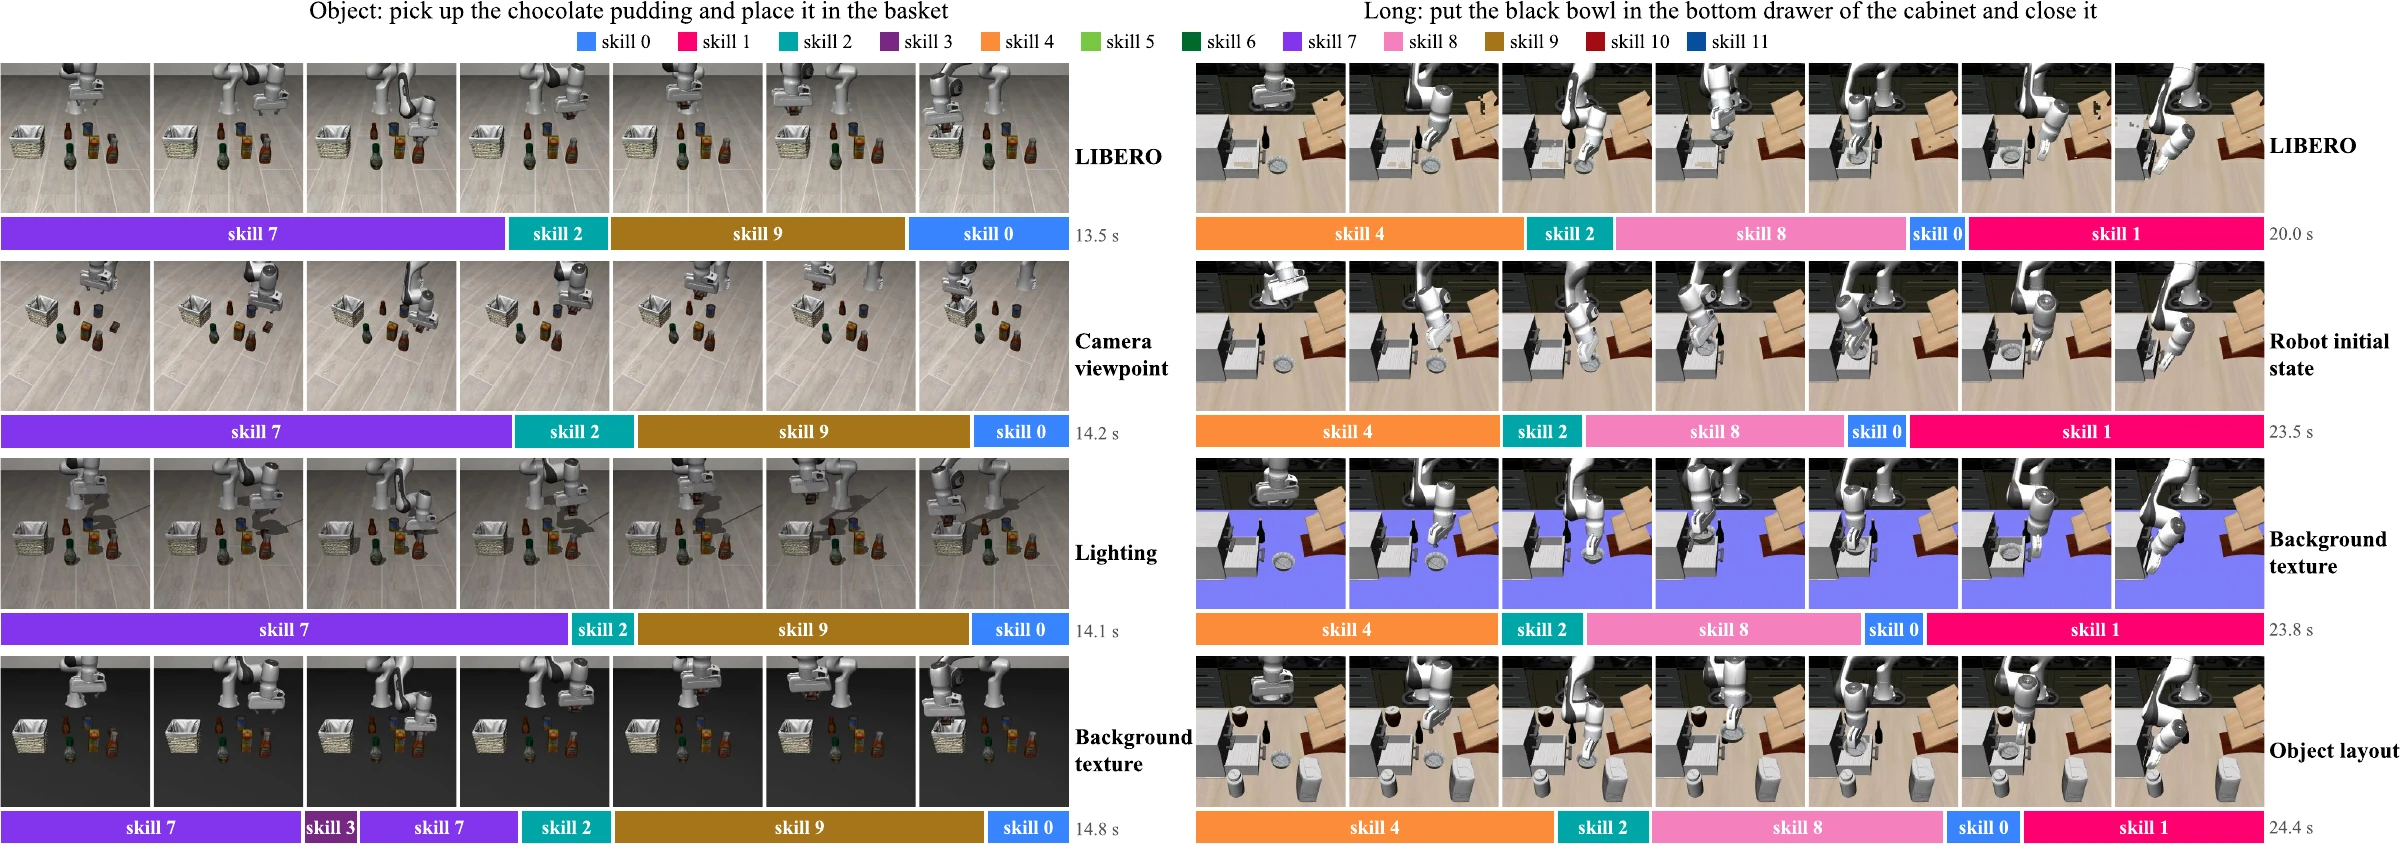 Object: pick up the chocolate pudding and place it in the basket
Long: put the black bowl in the bottom drawer of the cabinet and close it
skill 0 skill 1 skill 2 skill 3 skill 4 skill 5 skill 6 skill 7 skill 8 skill 9 skill 10 skill 11
LIBERO
skill 7 skill 2 skill 9 skill 0 13.5 s
Camera
viewpoint
skill 7 skill 2 skill 9 skill 0 14.2 s
Lighting
skill 7 skill 2 skill 9 skill 0 14.1 s
Background
texture
skill 7 skill 3 skill 7 skill 2 skill 9 skill 0 14.8 s
LIBERO
skill 4 skill 2 skill 8 skill 0 skill 1 20.0 s
Robot initial
state
skill 4 skill 2 skill 8 skill 0 skill 1 23.5 s
Background
texture
skill 4 skill 2 skill 8 skill 0 skill 1 23.8 s
Object layout
skill 4 skill 2 skill 8 skill 0 skill 1 24.4 s